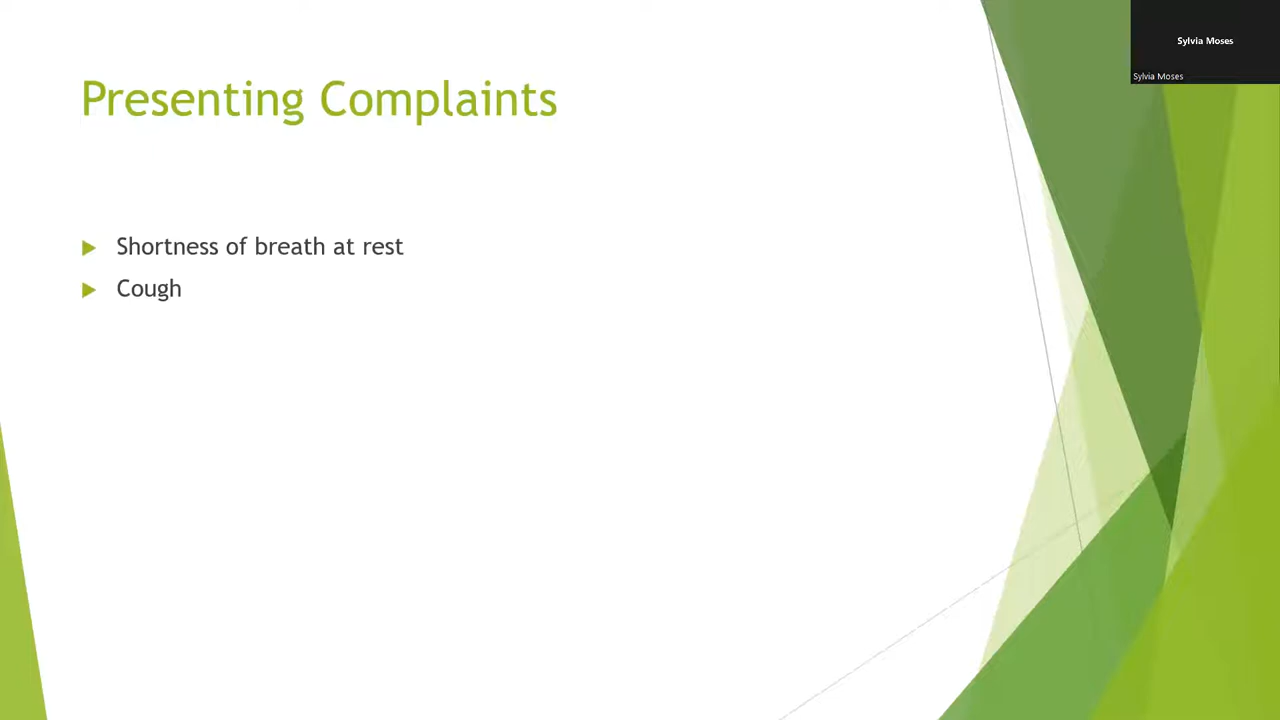 Sylvia Moses
Sylvia Moses
Presenting Complaints
Shortness of breath at rest
Cough